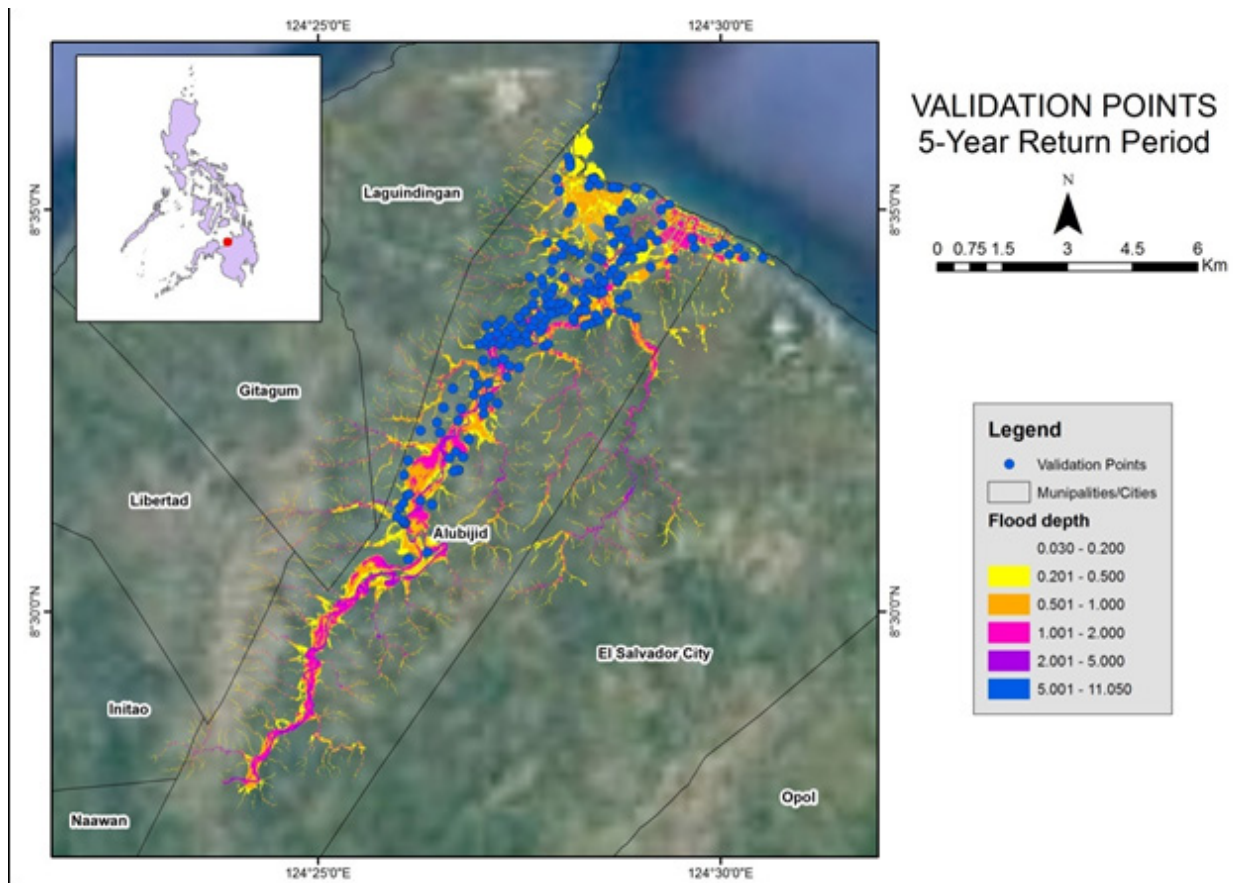 124°25'0"E
124°30'0"E
VALIDATION POINTS
5-Year Return Period
N
8°35'0"N
8°35'0"N
0 0.75 1.5 3 4.5 6
Km
Laguindingan
Gitagum
Libertad
Alubijid
8°30'0"N
8°30'0"N
El Salvador City
Initao
Opol
Naawan
Legend
Validation Points
Munipalities/Cities
Flood depth
0.030 - 0.200
0.201 - 0.500
0.501 - 1.000
1.001 - 2.000
2.001 - 5.000
5.001 - 11.050
124°25'0"E
124°30'0"E